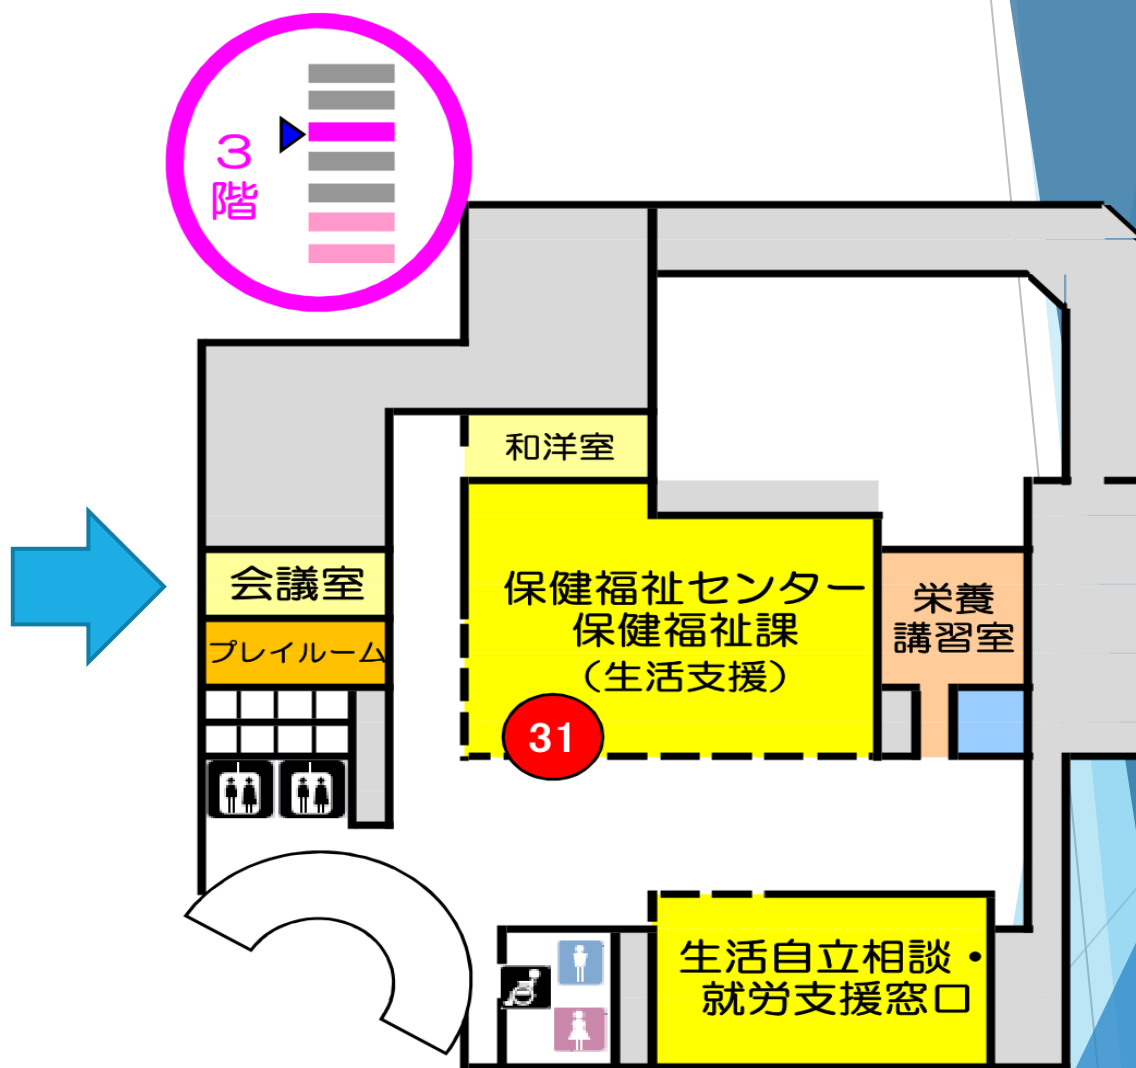 3
階
和洋室
会議室
プレイルーム
保健福祉センター
保健福祉課
（生活支援）
31
栄養
講習室
生活自立相談・
就労支援窓口